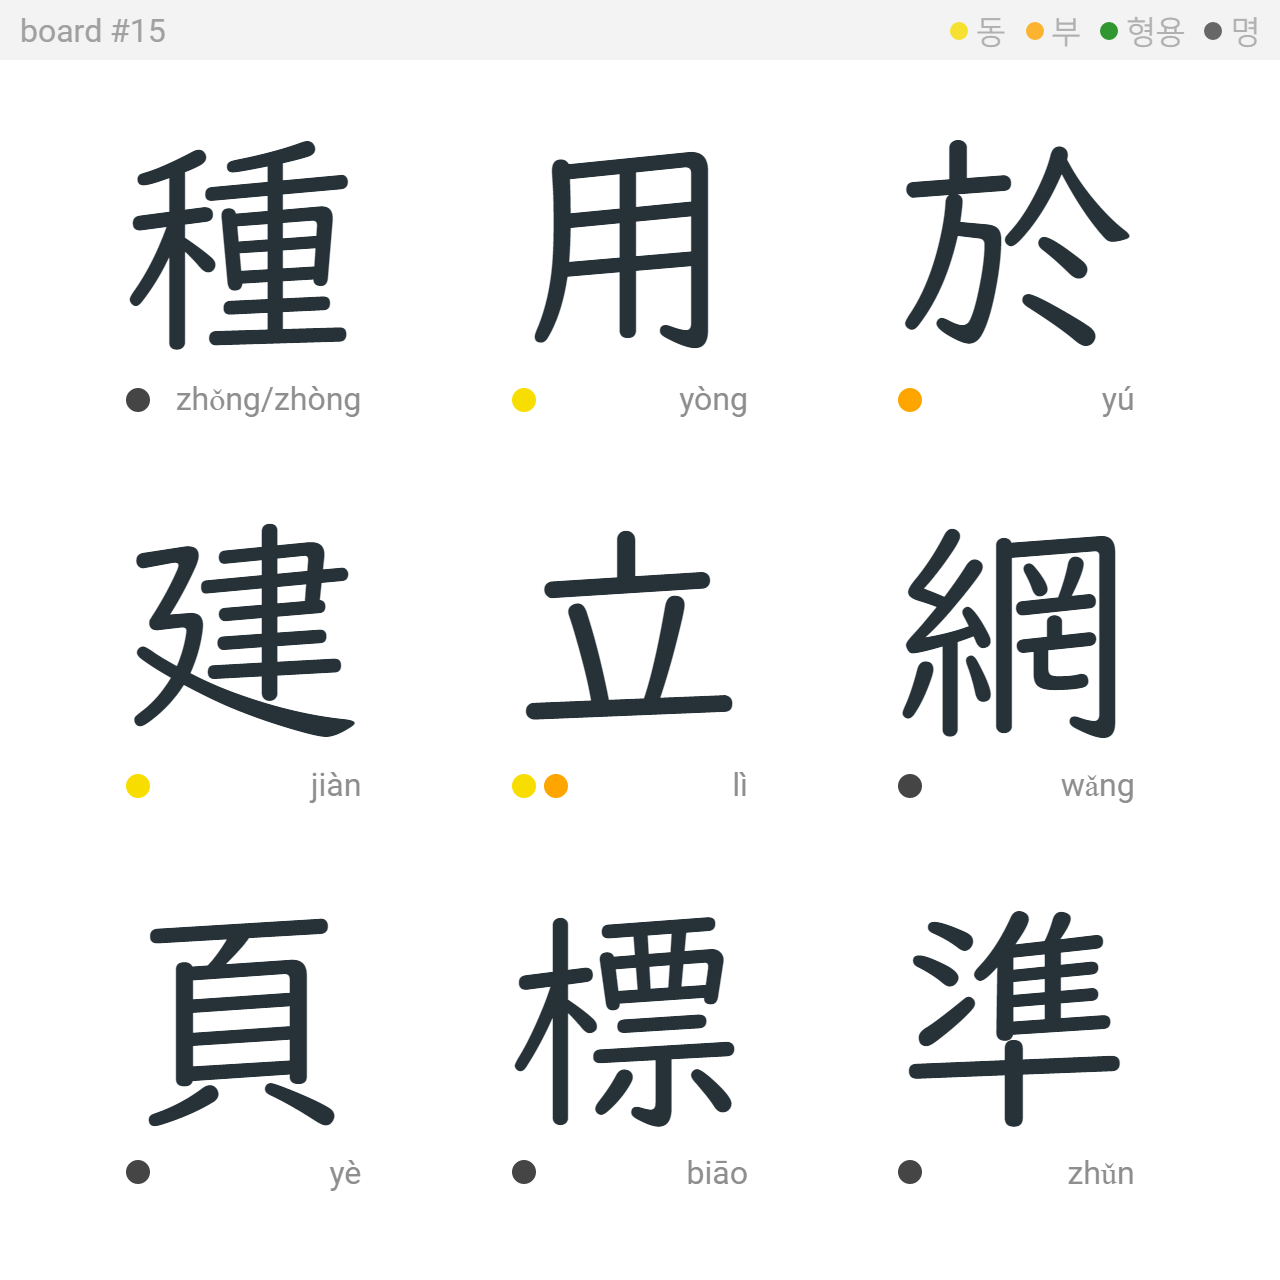 board #15 동 부 형용 명
種 用 於
zhǒng/zhòng yòng yú
建 立 網
jiàn lì wǎng
頁 標 準
yè biāo zhǔn